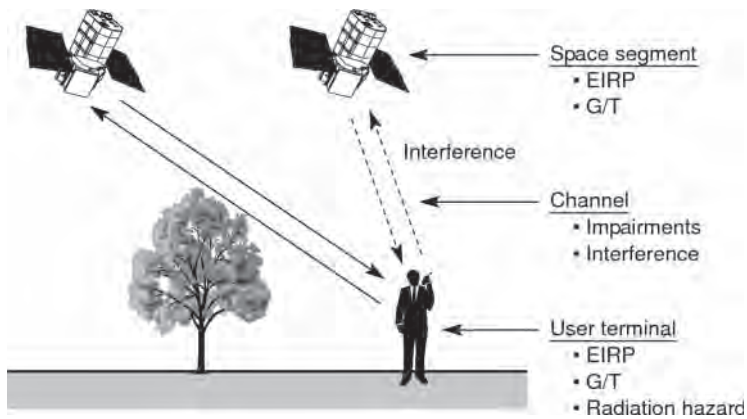 Space segment
▪ EIRP
▪ G/T
Interference
Channel
▪ Impairments
▪ Interference
User terminal
▪ EIRP
▪ G/T
▪ Radiation hazard